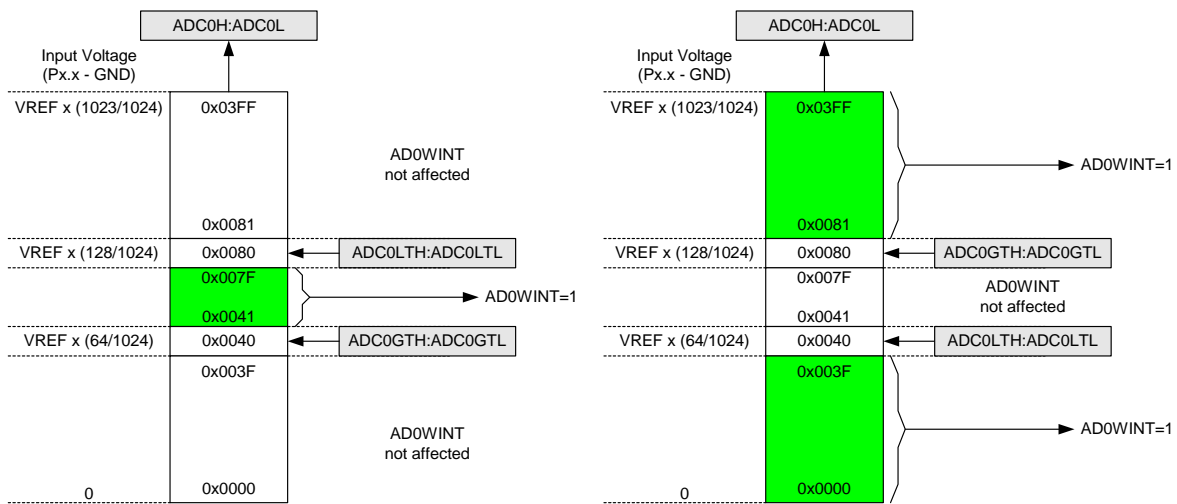 ADC0H:ADC0L
Input Voltage
(Px.x - GND)
VREF x (1023/1024)
0x03FF
AD0WINT
not affected
0x0081
VREF x (128/1024)
0x0080
ADC0LTH:ADC0LTL
0x007F
AD0WINT=1
0x0041
VREF x (64/1024)
0x0040
ADC0GTH:ADC0GTL
0x003F
AD0WINT
not affected
0
0x0000
ADC0H:ADC0L
Input Voltage
(Px.x - GND)
VREF x (1023/1024)
0x03FF
AD0WINT=1
0x0081
VREF x (128/1024)
0x0080
ADC0GTH:ADC0GTL
0x007F
AD0WINT
not affected
0x0041
VREF x (64/1024)
0x0040
ADC0LTH:ADC0LTL
0x003F
AD0WINT=1
0
0x0000